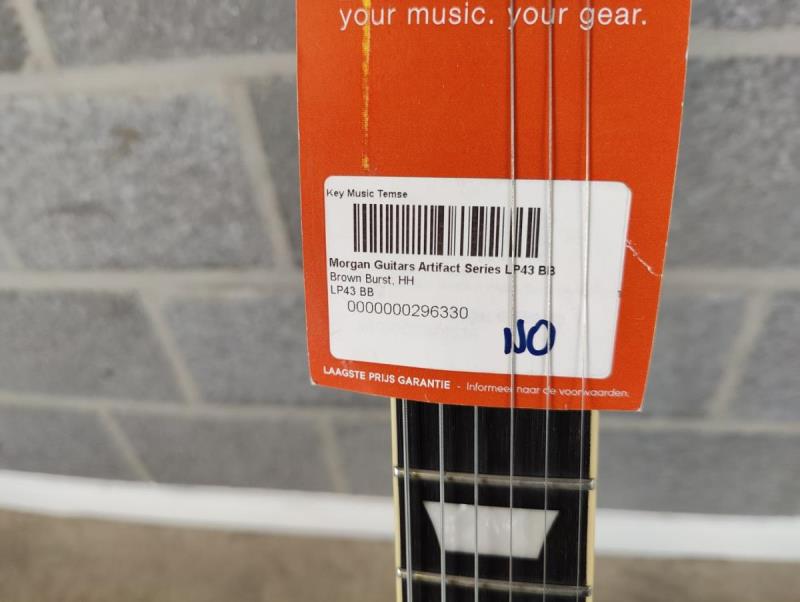 your music. your gear.
Key Music Temse
Morgan Guitars Artifact Series LP43 BB
Brown Burst, HH
LP43 BB
0000000296330
NO
LAAGSTE PRIJS GARANTIE - Informeer naar de voorwaarden.